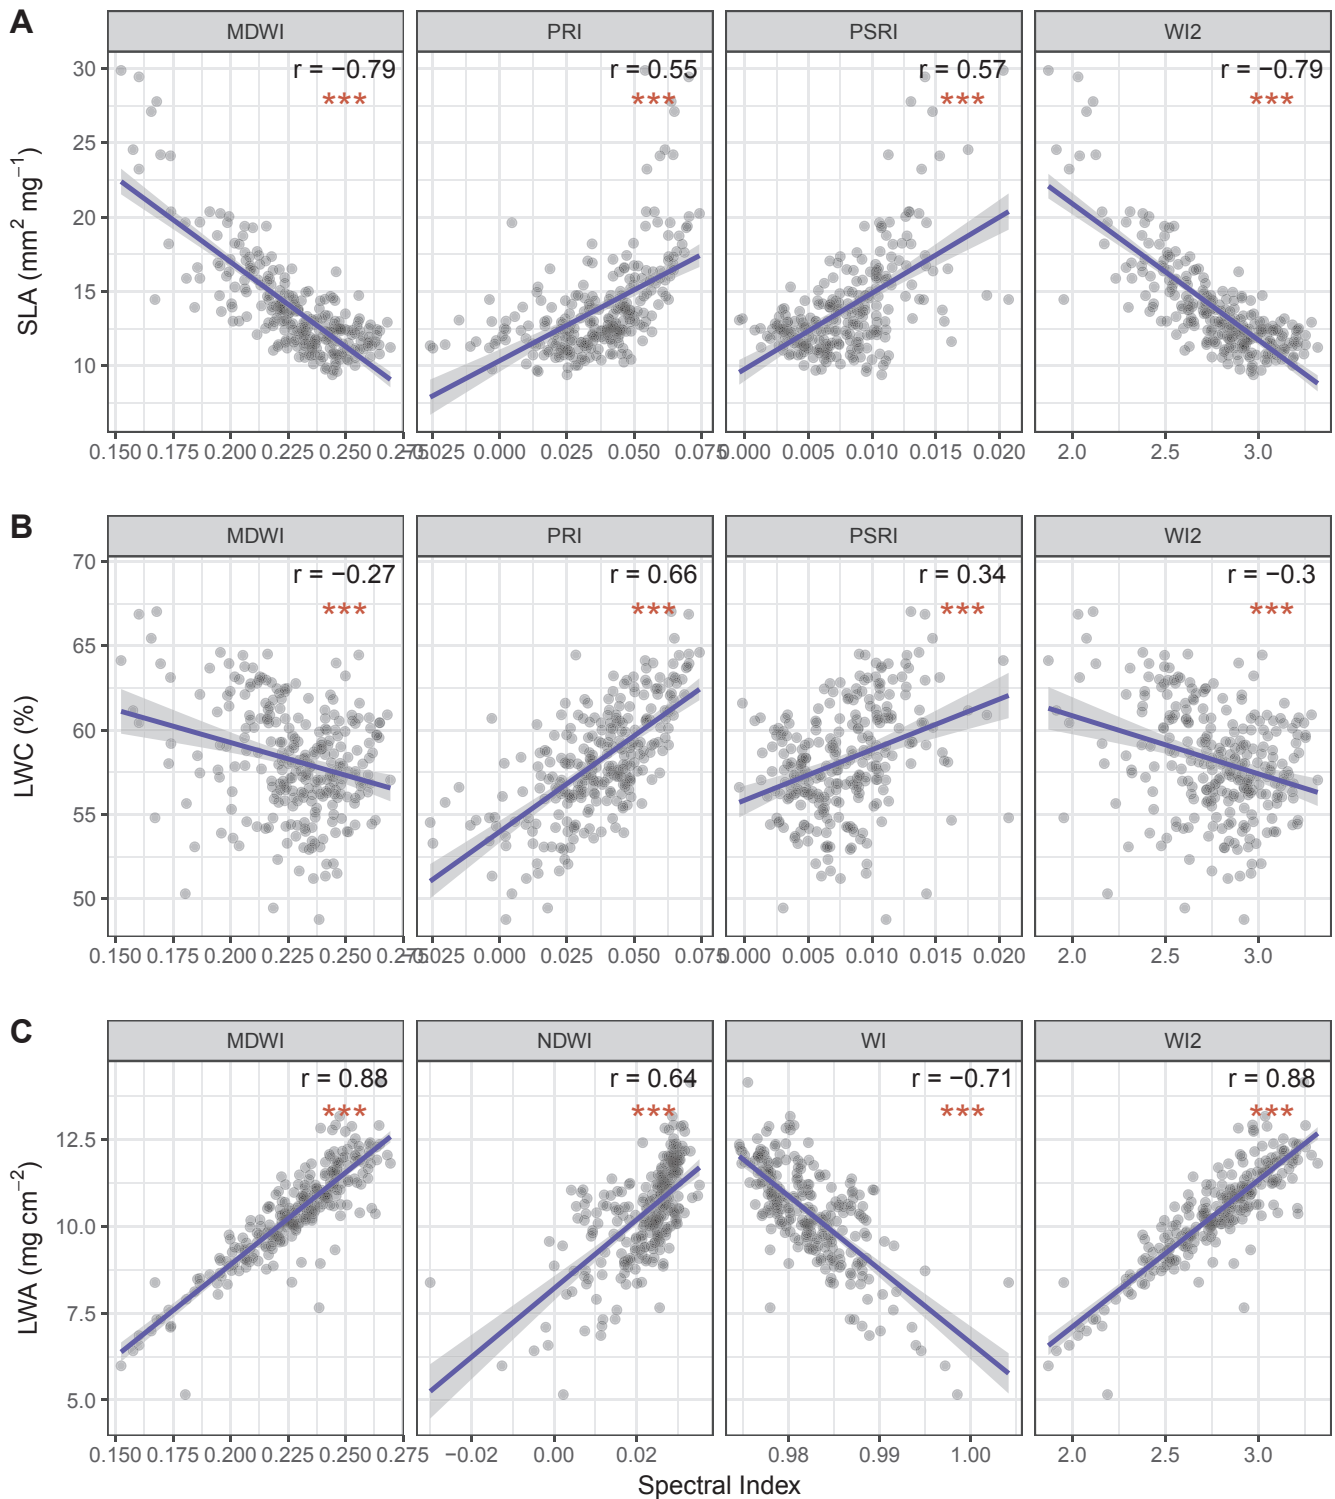 A
MDWI PRI PSRI WI2
r = −0.79 r = 0.55 r = 0.57 r = −0.79
*** *** *** ***
30
25
20
15
10
SLA (mm² mg⁻¹)
0.150 0.175 0.200 0.225 0.250 0.275 −0.025 0.000 0.025 0.050 0.075 0.000 0.005 0.010 0.015 0.020 2.0 2.5 3.0
B
MDWI PRI PSRI WI2
r = −0.27 r = 0.66 r = 0.34 r = −0.3
*** *** *** ***
70
65
60
55
50
LWC (%)
0.150 0.175 0.200 0.225 0.250 0.275 −0.025 0.000 0.025 0.050 0.075 0.000 0.005 0.010 0.015 0.020 2.0 2.5 3.0
C
MDWI NDWI WI WI2
r = 0.88 r = 0.64 r = −0.71 r = 0.88
*** *** *** ***
12.5
10.0
7.5
5.0
LWA (mg cm⁻²)
0.150 0.175 0.200 0.225 0.250 0.27 −0.02 0.00 0.02 0.98 0.99 1.00 2.0 2.5 3.0
Spectral Index